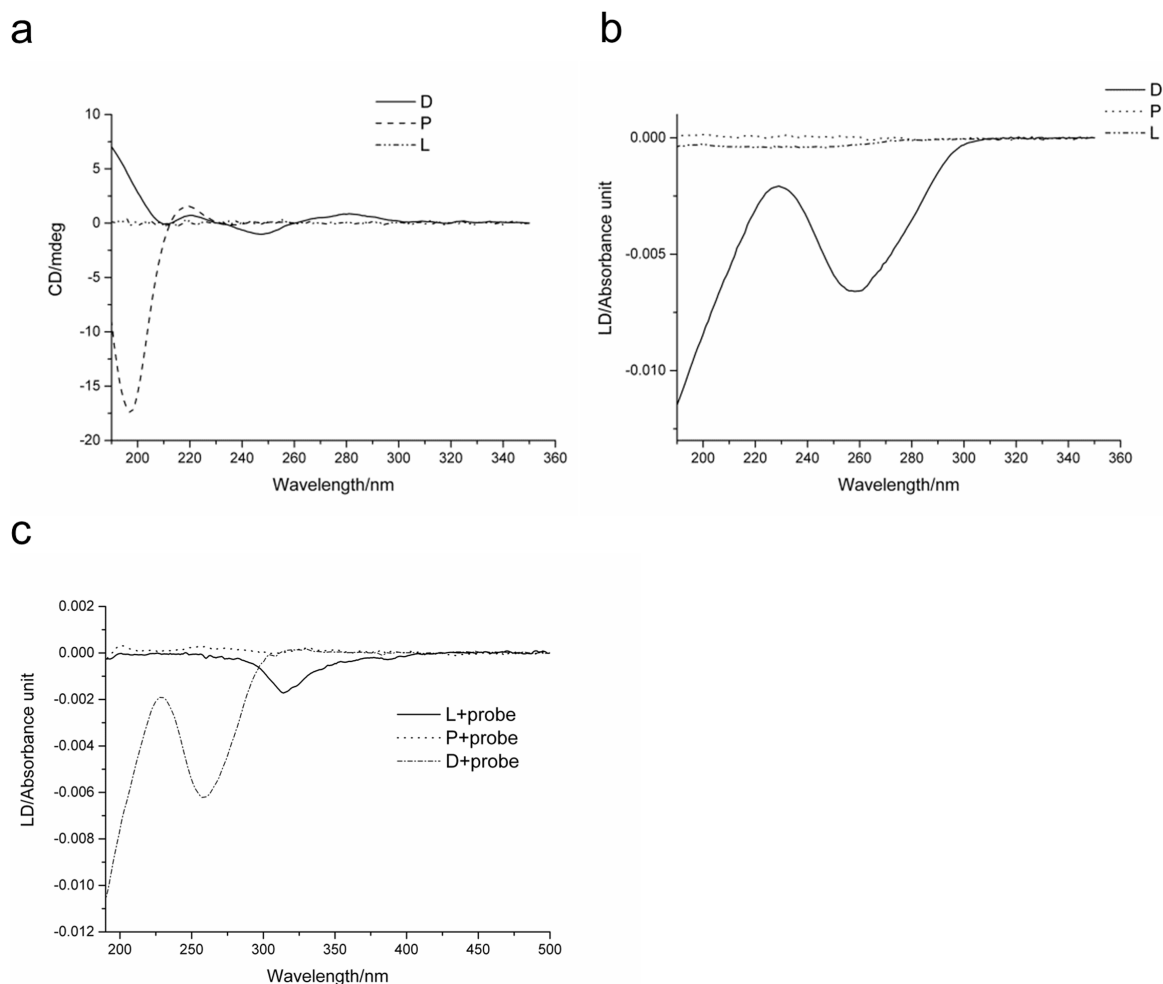 a
D
P
L
10
5
0
-5
-10
-15
-20
CD/mdeg
200 220 240 260 280 300 320 340 360
Wavelength/nm
b
D
P
L
0.000
-0.005
-0.010
LD/Absorbance unit
200 220 240 260 280 300 320 340 360
Wavelength/nm
c
0.002
0.000
-0.002
-0.004
-0.006
-0.008
-0.010
-0.012
LD/Absorbance unit
L+probe
P+probe
D+probe
200 250 300 350 400 450 500
Wavelength/nm